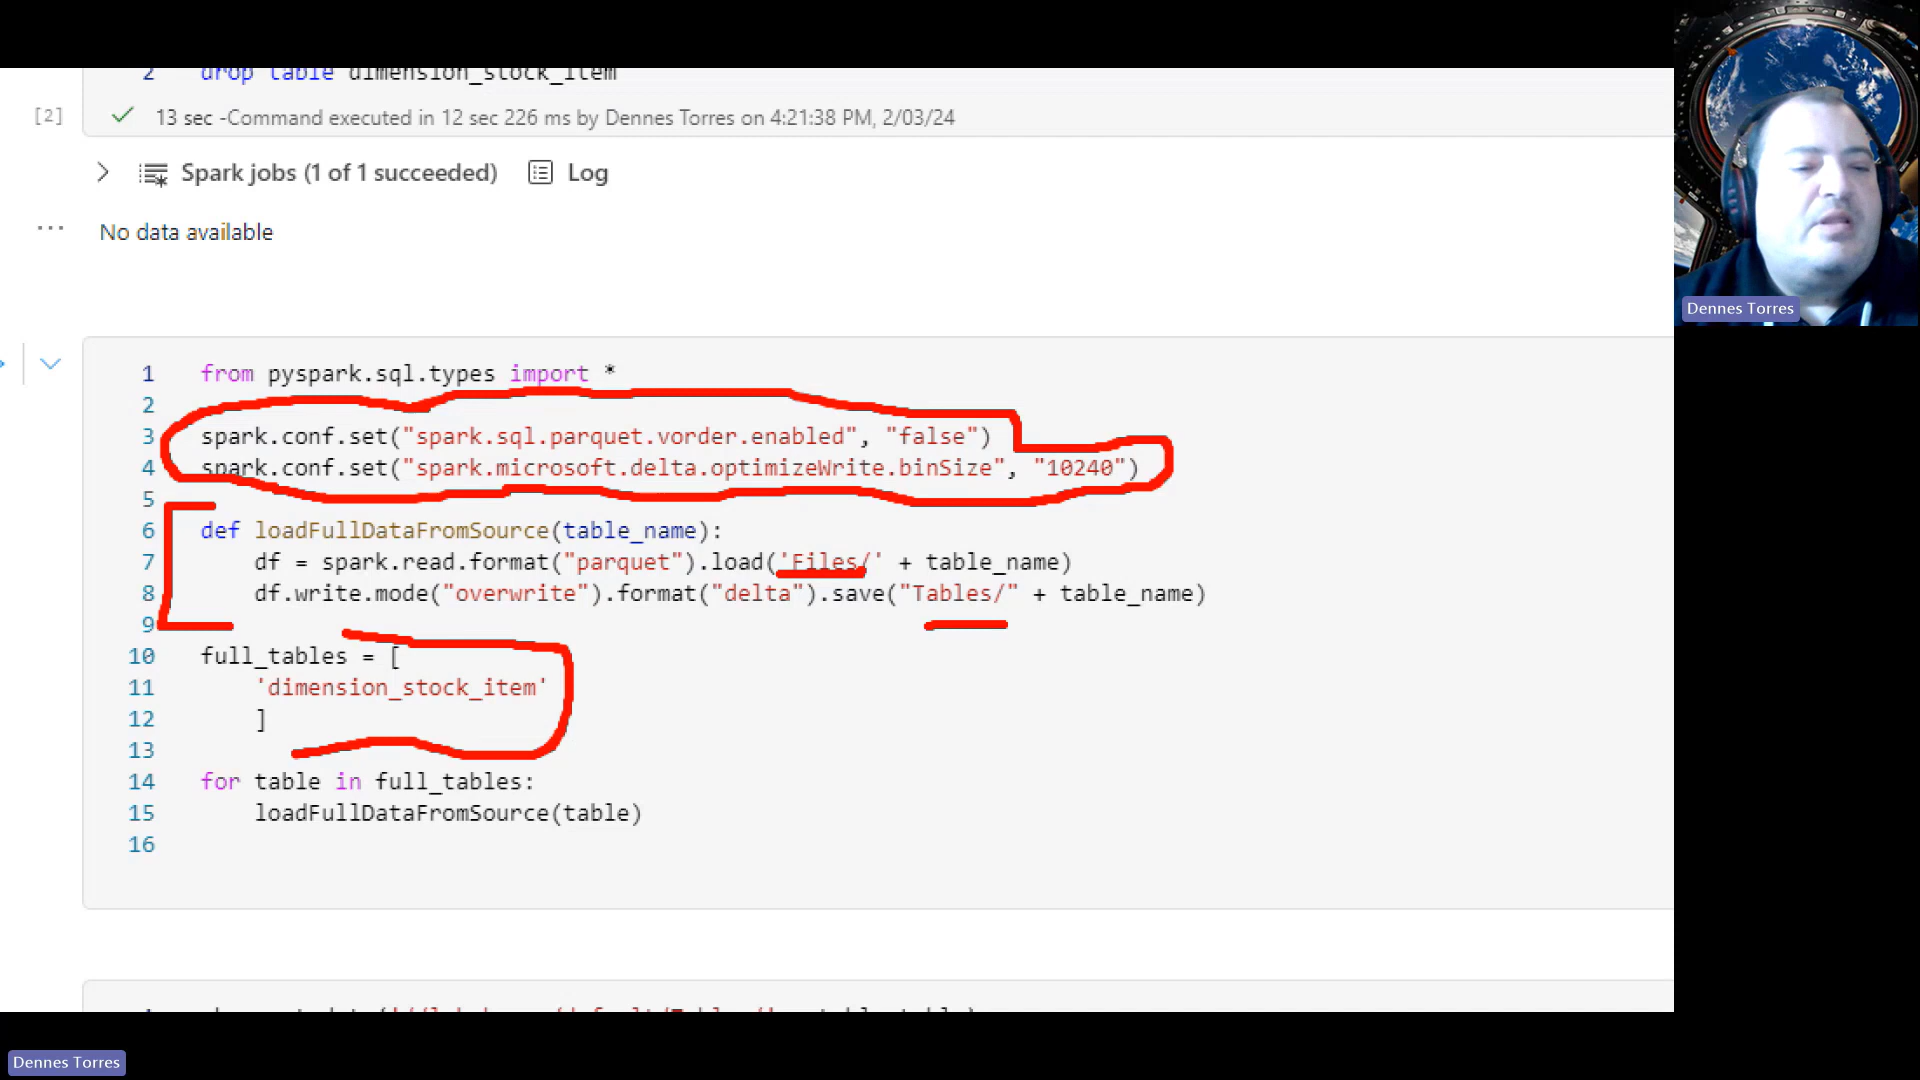 2 drop table dimension_stock_item
[2] 13 sec -Command executed in 12 sec 226 ms by Dennes Torres on 4:21:38 PM, 2/03/24
Spark jobs (1 of 1 succeeded) Log
... No data available
Dennes Torres
1 from pyspark.sql.types import *
2
3 spark.conf.set("spark.sql.parquet.vorder.enabled", "false")
4 spark.conf.set("spark.microsoft.delta.optimizeWrite.binSize", "10240")
5
6 def loadFullDataFromSource(table_name):
7 df = spark.read.format("parquet").load('Files/' + table_name)
8 df.write.mode("overwrite").format("delta").save("Tables/" + table_name)
9
10 full_tables = [
11 'dimension_stock_item'
12 ]
13
14 for table in full_tables:
15 loadFullDataFromSource(table)
16
Dennes Torres